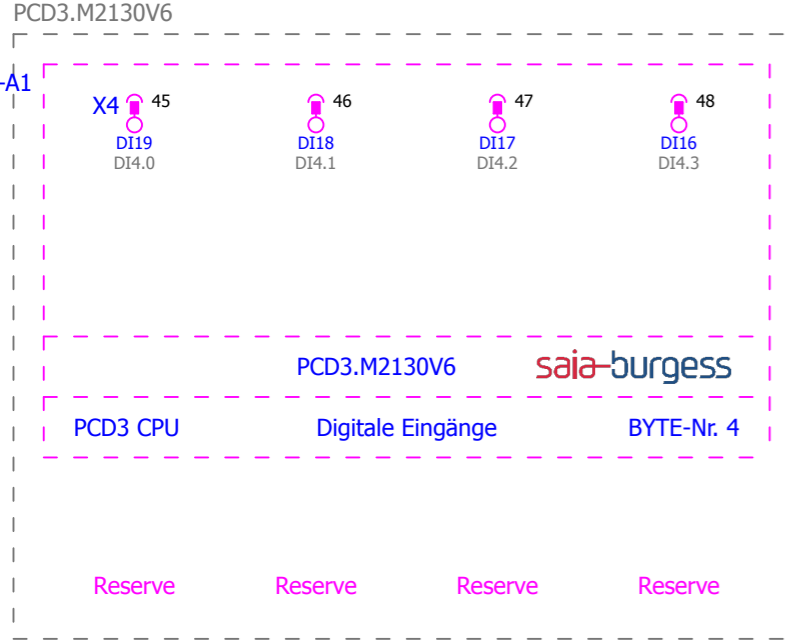 PCD3.M2130V6
-A1
X4 45 46 47 48
DI19 DI18 DI17 DI16
DI4.0 DI4.1 DI4.2 DI4.3
PCD3.M2130V6 saia-burgess
PCD3 CPU Digitale Eingänge BYTE-Nr. 4
Reserve Reserve Reserve Reserve